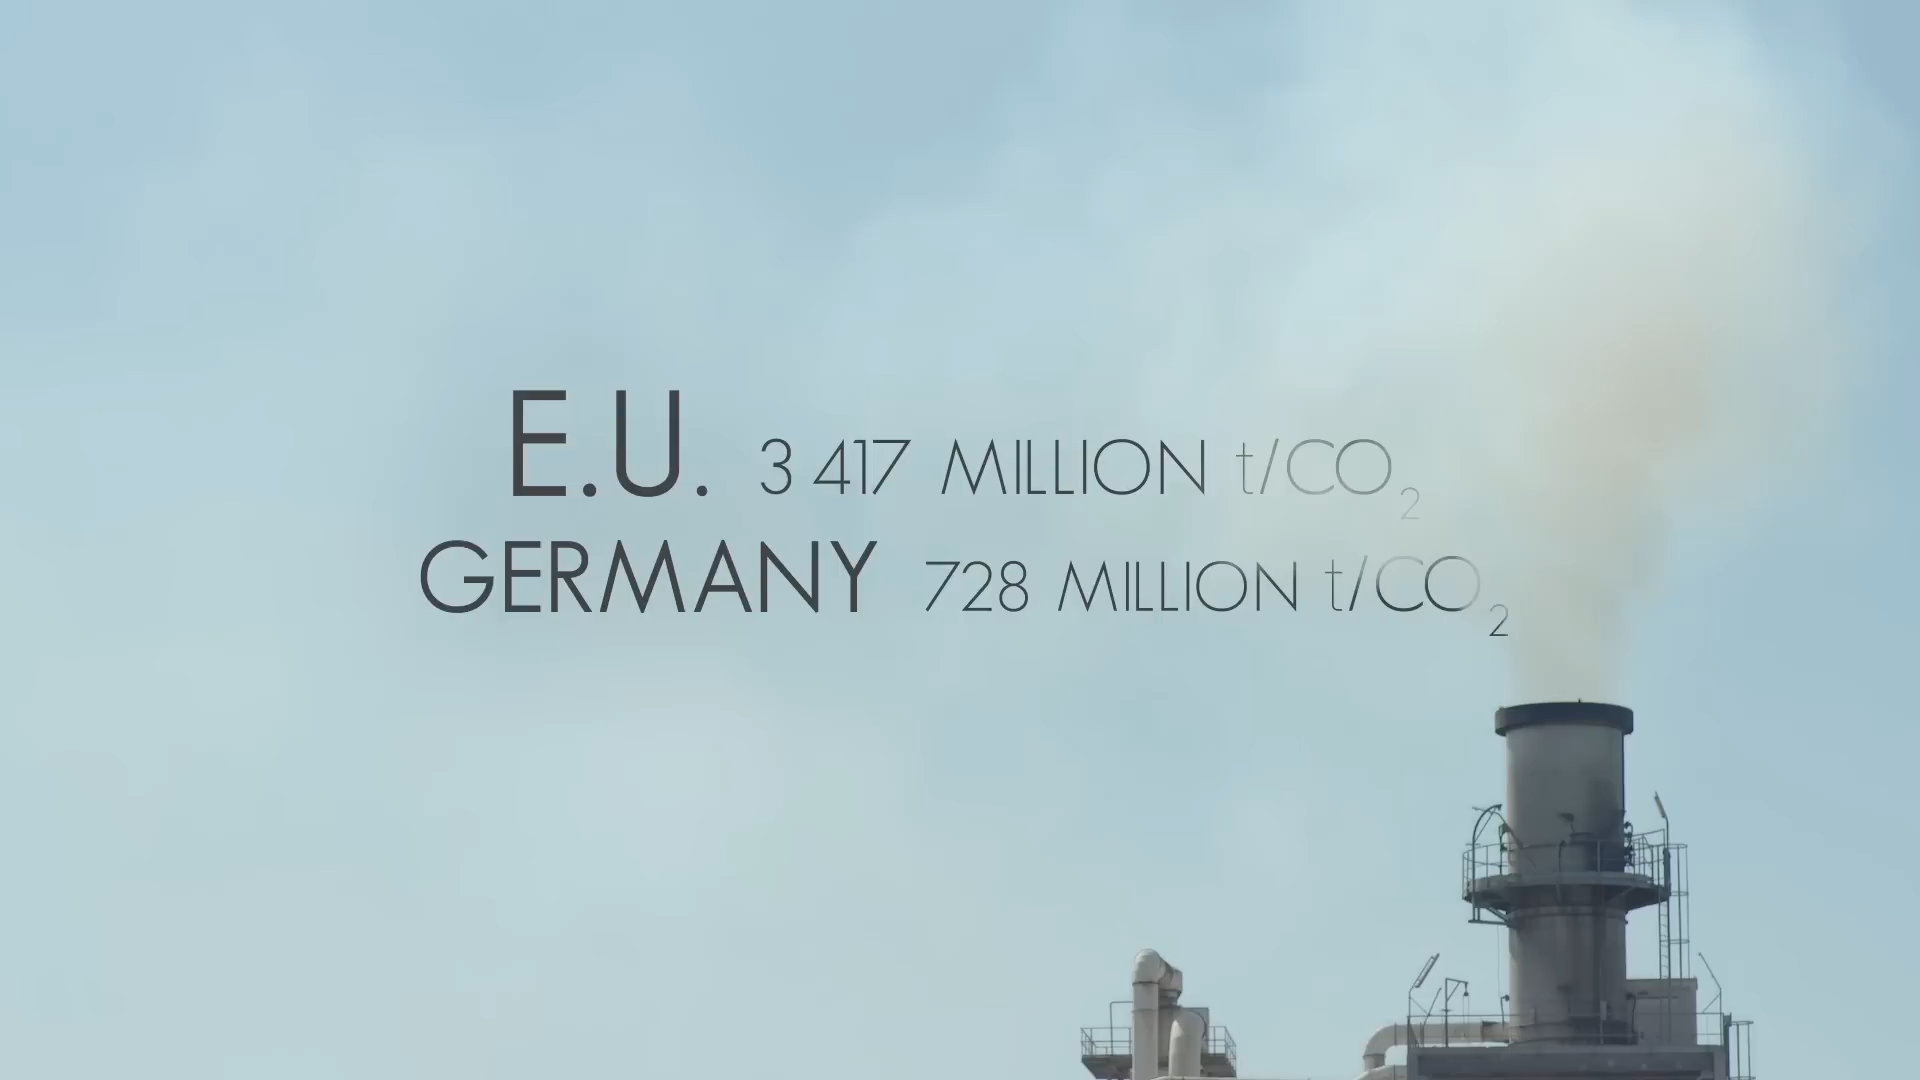 E.U. 3 417 MILLION t/CO₂
GERMANY 728 MILLION t/CO₂